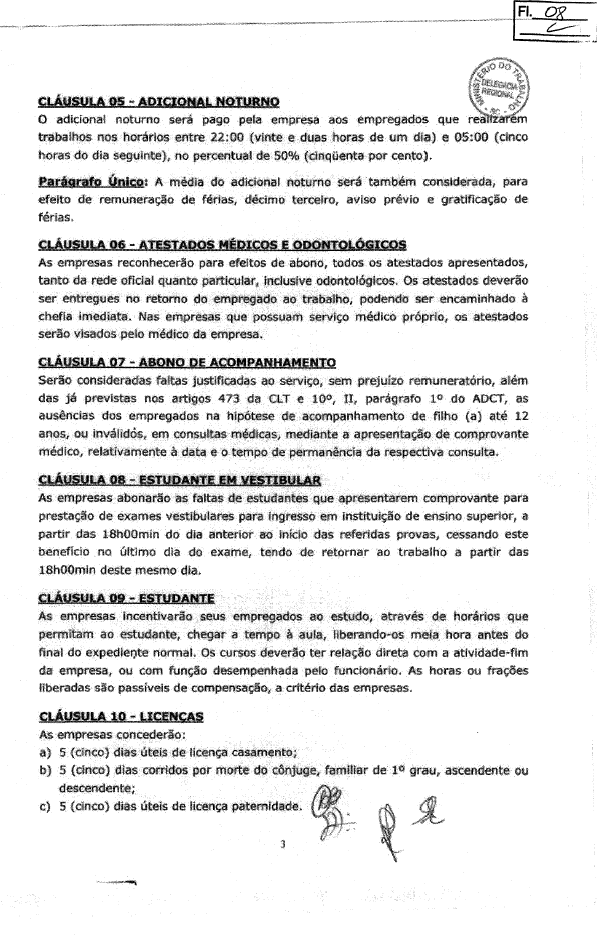 Fl. 08
MINISTÉRIO DO TRABALHO
DELEGACIA
REGIONAL
- SC -
CLÁUSULA 05 – ADICIONAL NOTURNO
O adicional noturno será pago pela empresa aos empregados que realizarem
trabalhos nos horários entre 22:00 (vinte e duas horas de um dia) e 05:00 (cinco
horas do dia seguinte), no percentual de 50% (cinqüenta por cento).
Parágrafo Único: A média do adicional noturno será também considerada, para
efeito de remuneração de férias, décimo terceiro, aviso prévio e gratificação de
férias.
CLÁUSULA 06 – ATESTADOS MÉDICOS E ODONTOLÓGICOS
As empresas reconhecerão para efeitos de abono, todos os atestados apresentados,
tanto da rede oficial quanto particular, inclusive odontológicos. Os atestados deverão
ser entregues no retorno do empregado ao trabalho, podendo ser encaminhado à
chefia imediata. Nas empresas que possuam serviço médico próprio, os atestados
serão visados pelo médico da empresa.
CLÁUSULA 07 – ABONO DE ACOMPANHAMENTO
Serão consideradas faltas justificadas ao serviço, sem prejuízo remuneratório, além
das já previstas nos artigos 473 da CLT e 10º, II, parágrafo 1º do ADCT, as
ausências dos empregados na hipótese de acompanhamento de filho (a) até 12
anos, ou inválidos, em consultas médicas, mediante a apresentação de comprovante
médico, relativamente à data e o tempo de permanência da respectiva consulta.
CLÁUSULA 08 – ESTUDANTE EM VESTIBULAR
As empresas abonarão as faltas de estudantes que apresentarem comprovante para
prestação de exames vestibulares para ingresso em instituição de ensino superior, a
partir das 18h00min do dia anterior ao início das referidas provas, cessando este
benefício no último dia do exame, tendo de retornar ao trabalho a partir das
18h00min deste mesmo dia.
CLÁUSULA 09 – ESTUDANTE
As empresas incentivarão seus empregados ao estudo, através de horários que
permitam ao estudante, chegar a tempo à aula, liberando-os meia hora antes do
final do expediente normal. Os cursos deverão ter relação direta com a atividade-fim
da empresa, ou com função desempenhada pelo funcionário. As horas ou frações
liberadas são passíveis de compensação, a critério das empresas.
CLÁUSULA 10 – LICENÇAS
As empresas concederão:
a) 5 (cinco) dias úteis de licença casamento;
b) 5 (cinco) dias corridos por morte do cônjuge, familiar de 1º grau, ascendente ou
descendente;
c) 5 (cinco) dias úteis de licença paternidade.
3